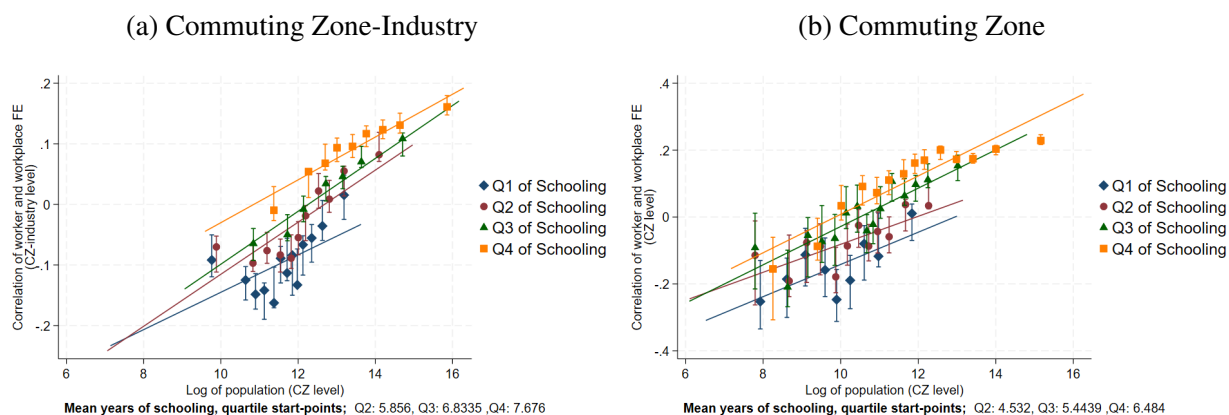 (a) Commuting Zone-Industry
Correlation of worker and workplace FE
(CZ-industry level)
.2
.1
0
-.1
-.2
6
8
10
12
14
16
Log of population (CZ level)
Q1 of Schooling
Q2 of Schooling
Q3 of Schooling
Q4 of Schooling
Mean years of schooling, quartile start-points; Q2: 5.856, Q3: 6.8335 ,Q4: 7.676
(b) Commuting Zone
Correlation of worker and workplace FE
(CZ level)
.4
.2
0
-.2
-.4
6
8
10
12
14
16
Log of population (CZ level)
Q1 of Schooling
Q2 of Schooling
Q3 of Schooling
Q4 of Schooling
Mean years of schooling, quartile start-points; Q2: 4.532, Q3: 5.4439 ,Q4: 6.484